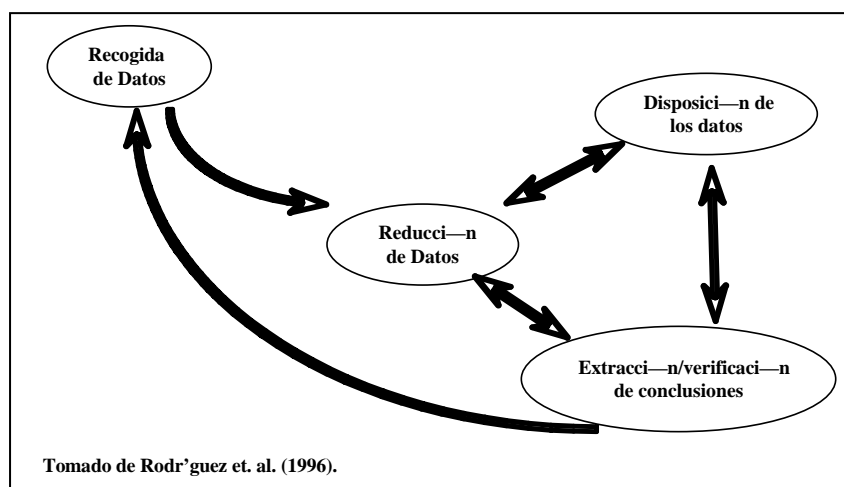 Recogida
de Datos
Disposici—n de
los datos
Reducci—n
de Datos
Extracci—n/verificaci—n
de conclusiones
Tomado de Rodr’guez et. al. (1996).